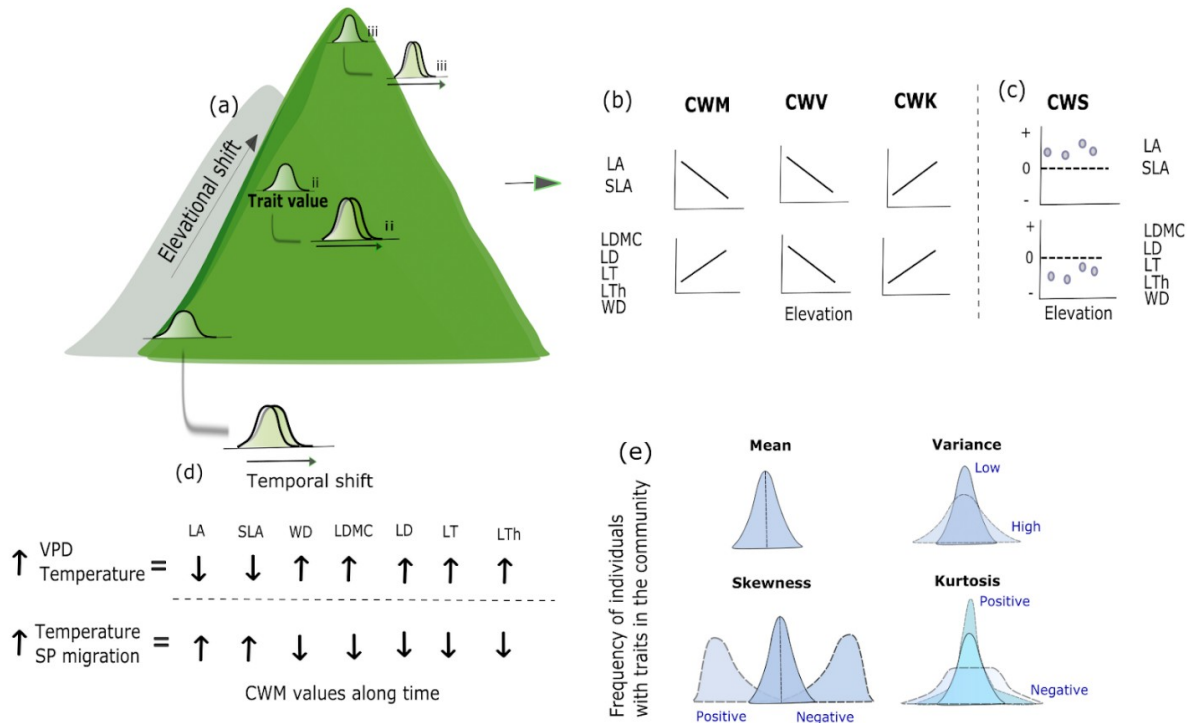 (a)
Elevational shift
iii
iii
ii
Trait value
ii
Temporal shift
(b)
CWM
CWV
CWK
LA
SLA
LDMC
LD
LT
LTh
WD
Elevation
(c)
CWS
+
0
-
LA
SLA
+
0
-
LDMC
LD
LT
LTh
WD
Elevation
(d)
LA SLA WD LDMC LD LT LTh
↑ VPD
Temperature = ↓ ↓ ↑ ↑ ↑ ↑ ↑
↑ Temperature
SP migration = ↑ ↑ ↓ ↓ ↓ ↓ ↓
CWM values along time
(e)
Frequency of individuals
with traits in the community
Mean
Variance
Low
High
Skewness
Positive
Negative
Kurtosis
Positive
Negative